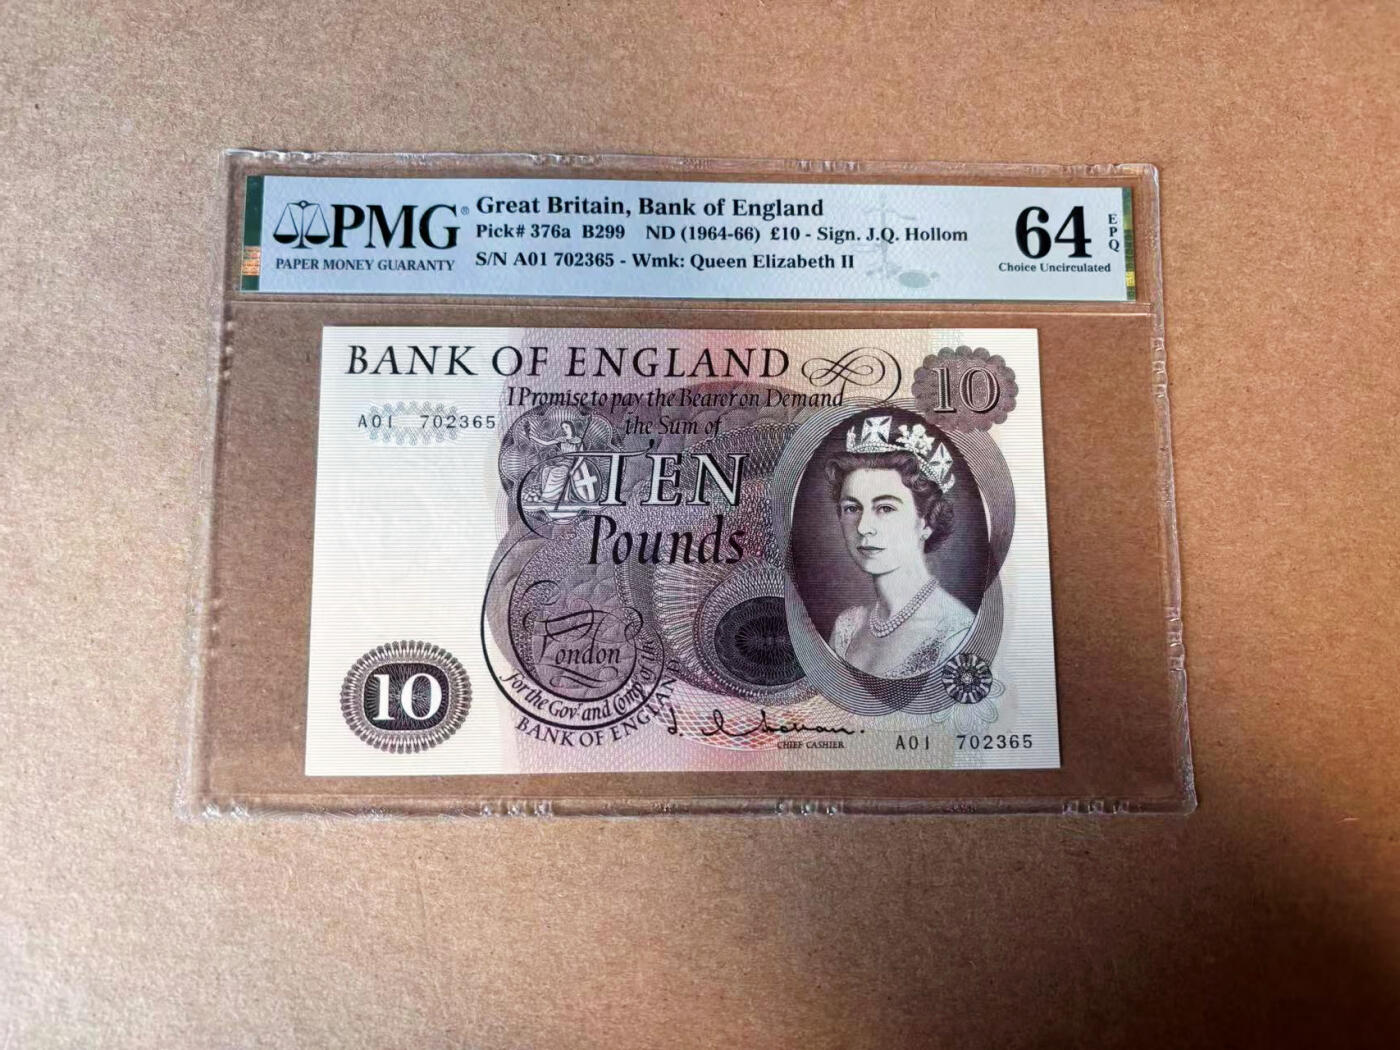 PMG®
PAPER MONEY GUARANTY
Great Britain, Bank of England
Pick# 376a B299 ND (1964-66) £10 - Sign. J.Q. Hollom
S/N A01 702365 - Wmk: Queen Elizabeth II
64
EPQ
Choice Uncirculated
BANK OF ENGLAND
10
I Promise to pay the Bearer on Demand
A01 702365
the Sum of
TEN
Pounds
London
for the Govr. and Compa. of the
BANK OF ENGLAND
10
J. Q. Hollom.
CHIEF CASHIER
A01 702365